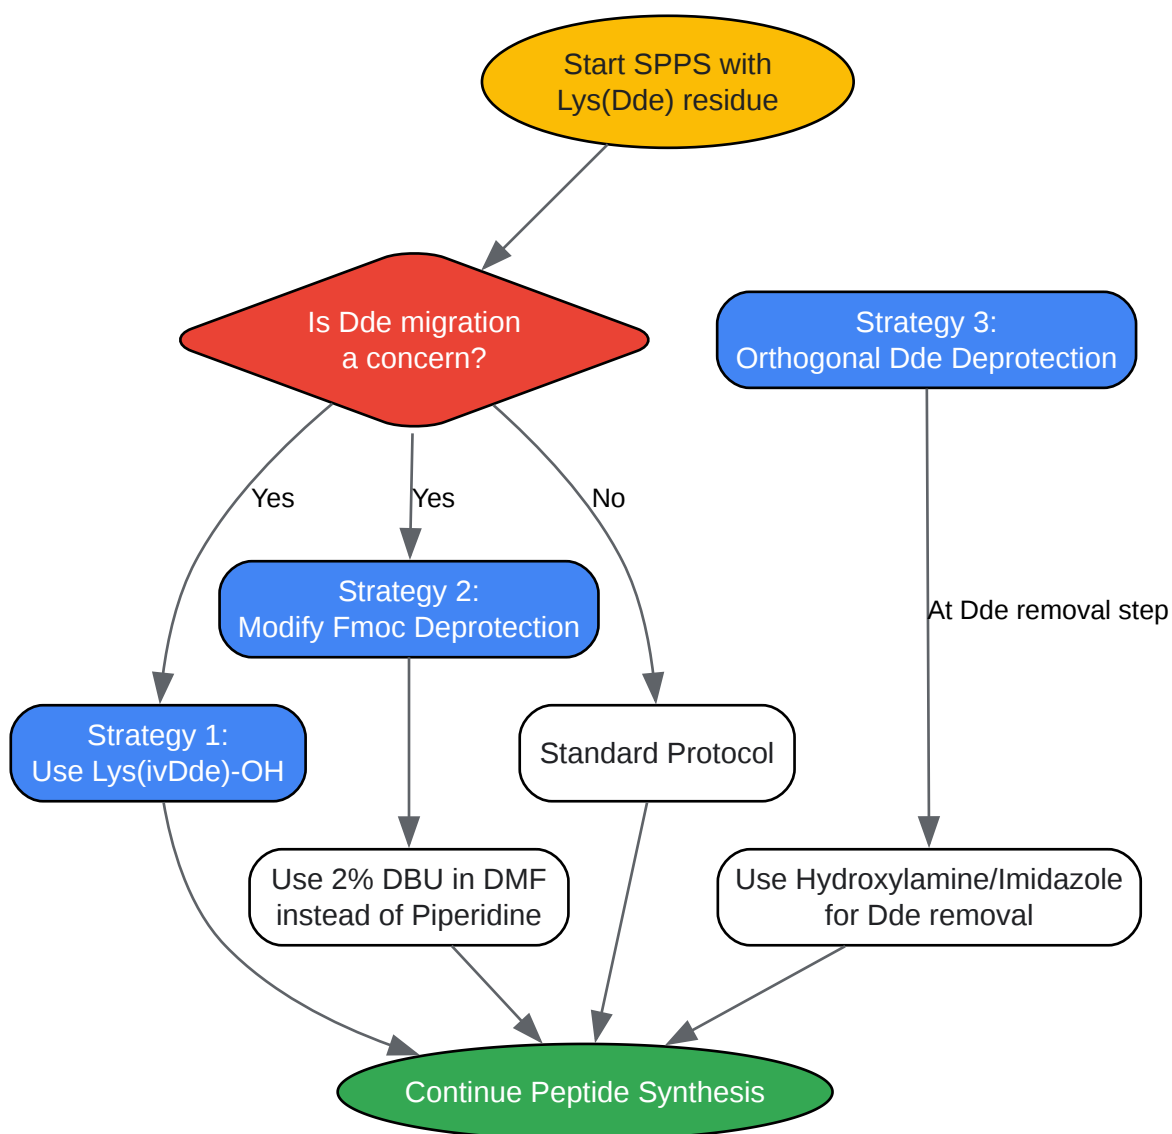 Start SPPS with
Lys(Dde) residue
Is Dde migration
a concern?
Strategy 3:
Orthogonal Dde Deprotection
Yes
Yes
No
Strategy 2:
Modify Fmoc Deprotection
At Dde removal step
Strategy 1:
Use Lys(ivDde)-OH
Standard Protocol
Use 2% DBU in DMF
instead of Piperidine
Use Hydroxylamine/Imidazole
for Dde removal
Continue Peptide Synthesis